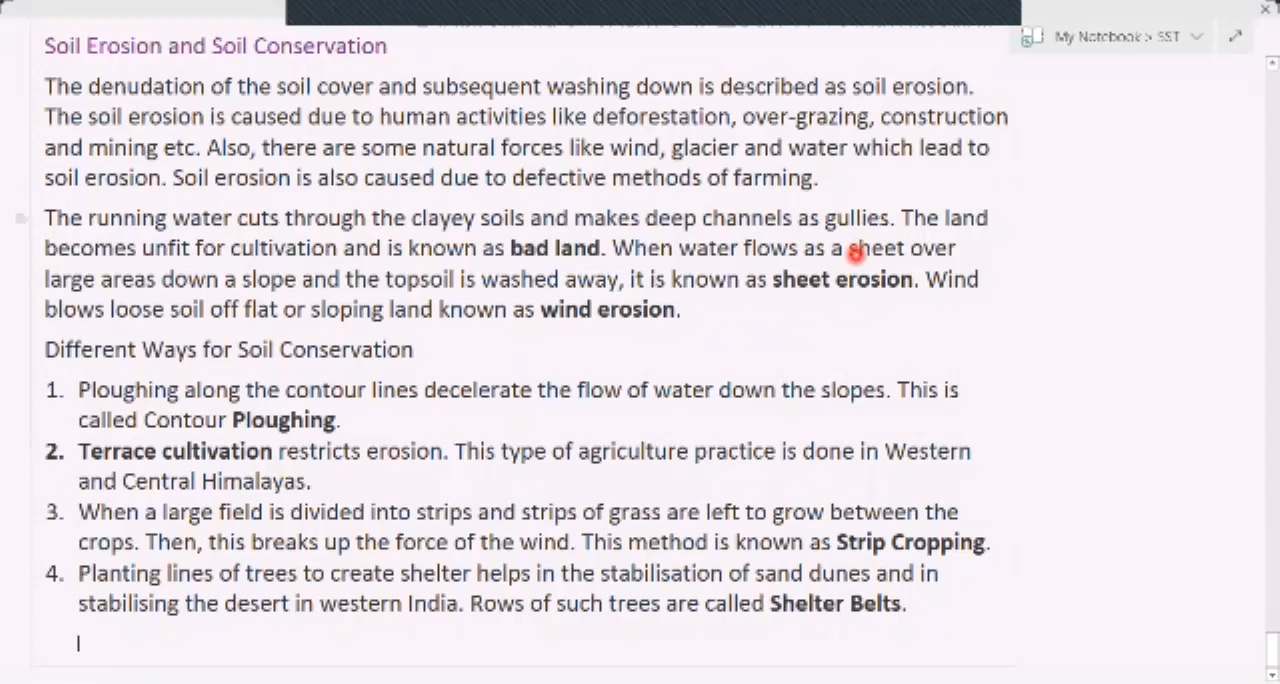 Soil Erosion and Soil Conservation
My Notebook > SST
The denudation of the soil cover and subsequent washing down is described as soil erosion.
The soil erosion is caused due to human activities like deforestation, over-grazing, construction
and mining etc. Also, there are some natural forces like wind, glacier and water which lead to
soil erosion. Soil erosion is also caused due to defective methods of farming.
The running water cuts through the clayey soils and makes deep channels as gullies. The land
becomes unfit for cultivation and is known as bad land. When water flows as a sheet over
large areas down a slope and the topsoil is washed away, it is known as sheet erosion. Wind
blows loose soil off flat or sloping land known as wind erosion.
Different Ways for Soil Conservation
1. Ploughing along the contour lines decelerate the flow of water down the slopes. This is
called Contour Ploughing.
2. Terrace cultivation restricts erosion. This type of agriculture practice is done in Western
and Central Himalayas.
3. When a large field is divided into strips and strips of grass are left to grow between the
crops. Then, this breaks up the force of the wind. This method is known as Strip Cropping.
4. Planting lines of trees to create shelter helps in the stabilisation of sand dunes and in
stabilising the desert in western India. Rows of such trees are called Shelter Belts.